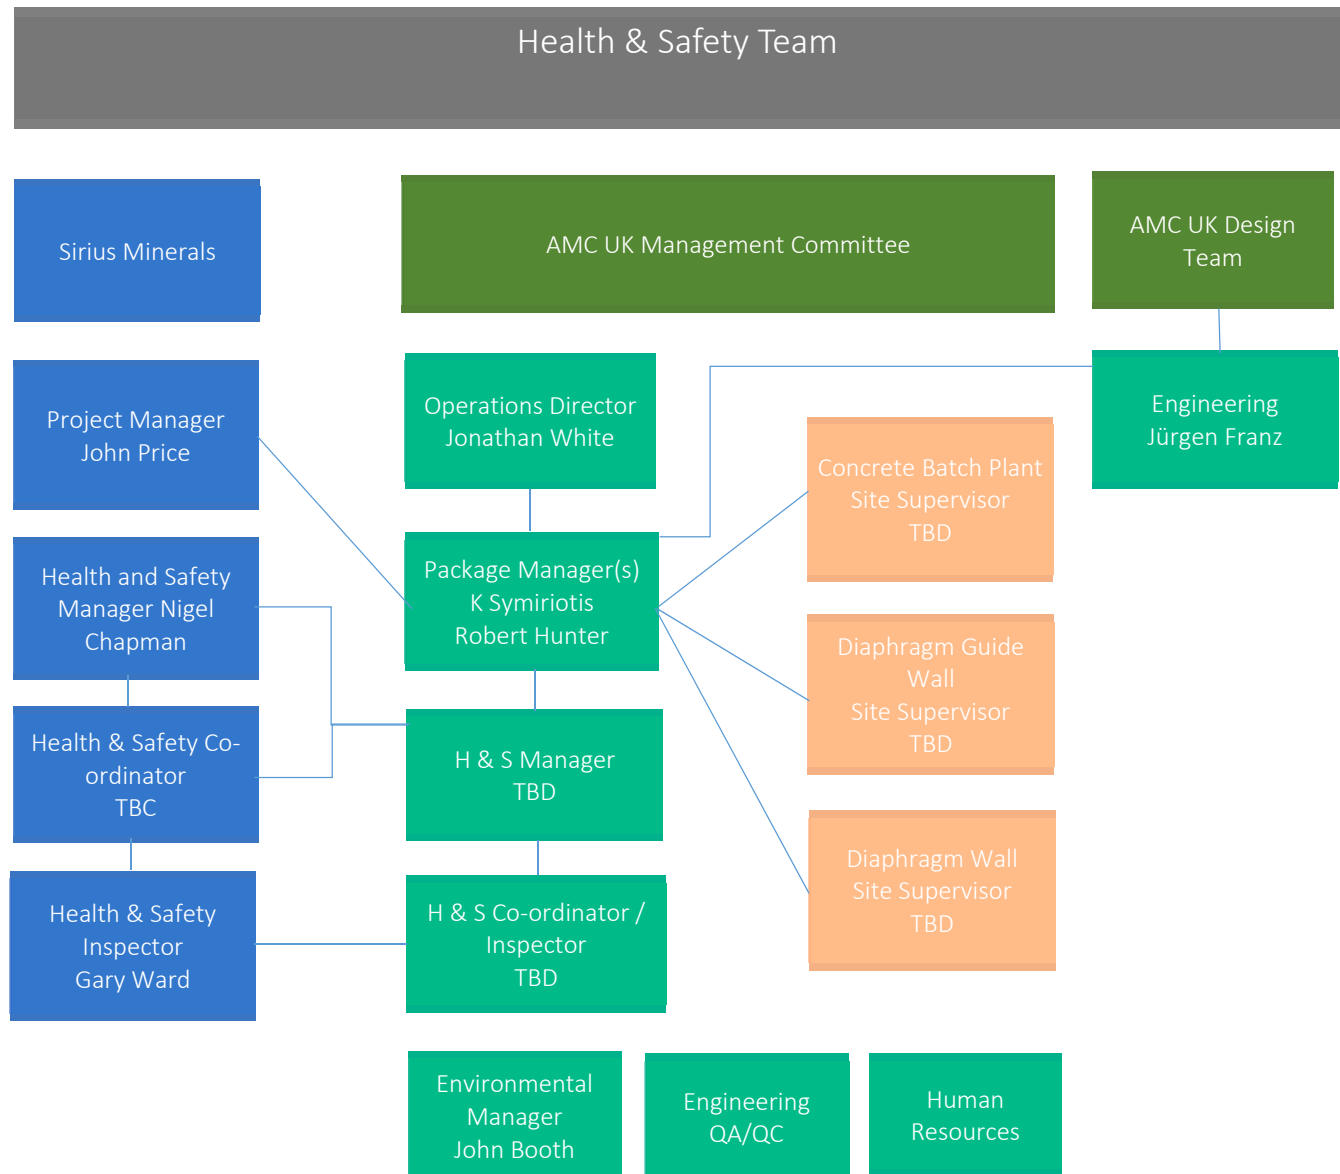 Health & Safety Team
Sirius Minerals
AMC UK Management Committee
AMC UK Design
Team
Project Manager
John Price
Operations Director
Jonathan White
Engineering
Jürgen Franz
Concrete Batch Plant
Site Supervisor
TBD
Health and Safety
Manager Nigel
Chapman
Package Manager(s)
K Symiriotis
Robert Hunter
Diaphragm Guide
Wall
Site Supervisor
TBD
Health & Safety Co-
ordinator
TBC
H & S Manager
TBD
Diaphragm Wall
Site Supervisor
TBD
Health & Safety
Inspector
Gary Ward
H & S Co-ordinator /
Inspector
TBD
Environmental
Manager
John Booth
Engineering
QA/QC
Human
Resources